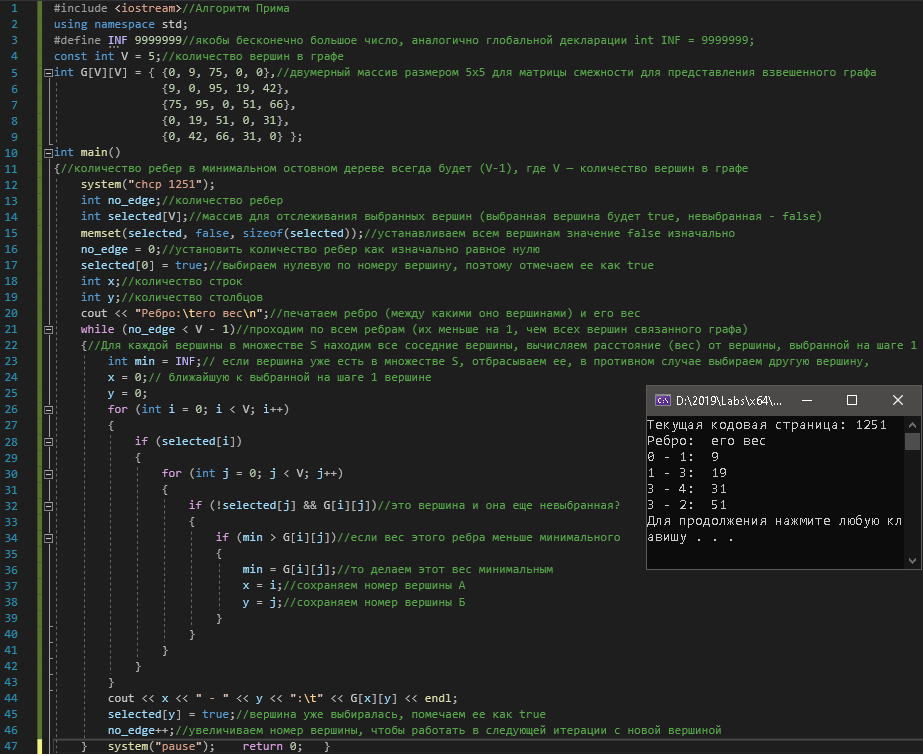 1 #include <iostream>//Алгоритм Прима
2 using namespace std;
3 #define INF 9999999//якобы бесконечно большое число, аналогично глобальной декларации int INF = 9999999;
4 const int V = 5;//количество вершин в графе
5 int G[V][V] = { {0, 9, 75, 0, 0},//двумерный массив размером 5x5 для матрицы смежности для представления взвешенного графа
6 {9, 0, 95, 19, 42},
7 {75, 95, 0, 51, 66},
8 {0, 19, 51, 0, 31},
9 {0, 42, 66, 31, 0} };
10 int main()
11 {//количество ребер в минимальном остовном дереве всегда будет (V-1), где V – количество вершин в графе
12 system("chcp 1251");
13 int no_edge;//количество ребер
14 int selected[V];//массив для отслеживания выбранных вершин (выбранная вершина будет true, невыбранная - false)
15 memset(selected, false, sizeof(selected));//устанавливаем всем вершинам значение false изначально
16 no_edge = 0;//установить количество ребер как изначально равное нулю
17 selected[0] = true;//выбираем нулевую по номеру вершину, поэтому отмечаем ее как true
18 int x;//количество строк
19 int y;//количество столбцов
20 cout << "Ребро:\tего вес\n";//печатаем ребро (между какими оно вершинами) и его вес
21 while (no_edge < V - 1)//проходим по всем ребрам (их меньше на 1, чем всех вершин связанного графа)
22 {//Для каждой вершины в множестве S находим все соседние вершины, вычисляем расстояние (вес) от вершины, выбранной на шаге 1
23 int min = INF;// если вершина уже есть в множестве S, отбрасываем ее, в противном случае выбираем другую вершину,
24 x = 0;// ближайшую к выбранной на шаге 1 вершине
25 y = 0;
26 for (int i = 0; i < V; i++)
27 {
28 if (selected[i])
29 {
30 for (int j = 0; j < V; j++)
31 {
32 if (!selected[j] && G[i][j])//это вершина и она еще невыбранная?
33 {
34 if (min > G[i][j])//если вес этого ребра меньше минимального
35 {
36 min = G[i][j];//то делаем этот вес минимальным
37 x = i;//сохраняем номер вершины А
38 y = j;//сохраняем номер вершины Б
39 }
40 }
41 }
42 }
43 }
44 cout << x << " - " << y << ":\t" << G[x][y] << endl;
45 selected[y] = true;//вершина уже выбиралась, помечаем ее как true
46 no_edge++;//увеличиваем номер вершины, чтобы работать в следующей итерации с новой вершиной
47 } system("pause"); return 0; }
D:\2019\Labs\x64\...
Текущая кодовая страница: 1251
Ребро: его вес
0 - 1: 9
1 - 3: 19
3 - 4: 31
3 - 2: 51
Для продолжения нажмите любую кл
авишу . . .